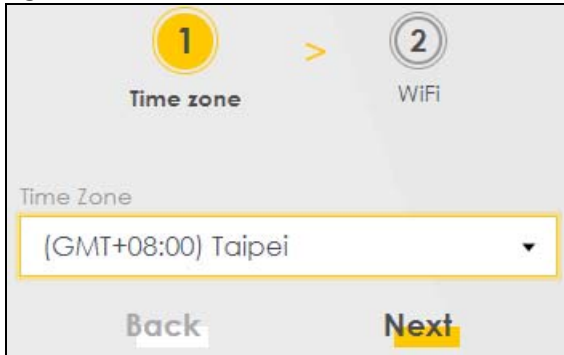 1 > 2
Time zone WiFi
Time Zone
(GMT+08:00) Taipei
Back Next